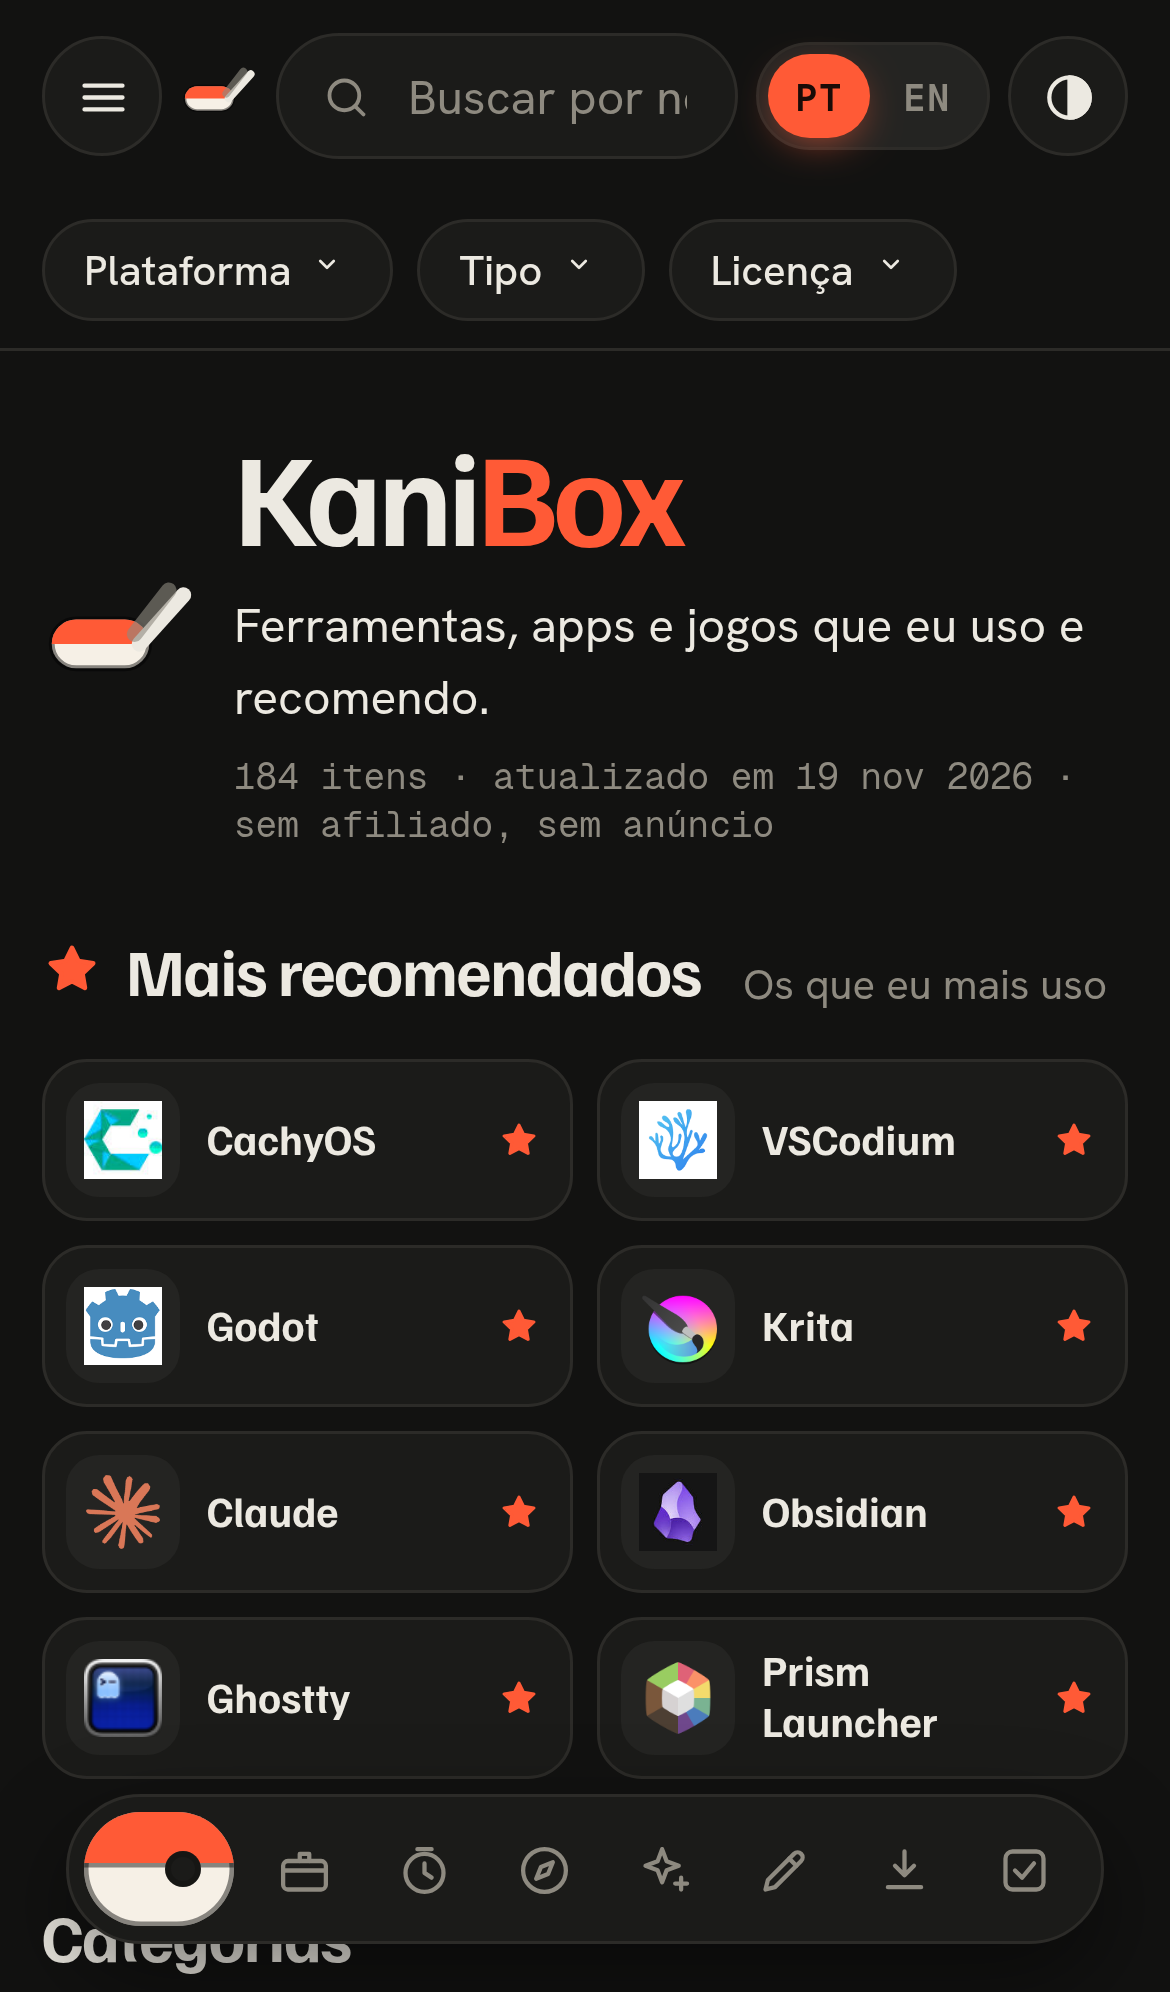 Buscar por n
PT
EN
Plataforma
Tipo
Licença
KaniBox
Ferramentas, apps e jogos que eu uso e
recomendo.
184 itens · atualizado em 19 nov 2026 ·
sem afiliado, sem anúncio
Mais recomendados
Os que eu mais uso
CachyOS
VSCodium
Godot
Krita
Claude
Obsidian
Ghostty
Prism
Launcher
Categorias